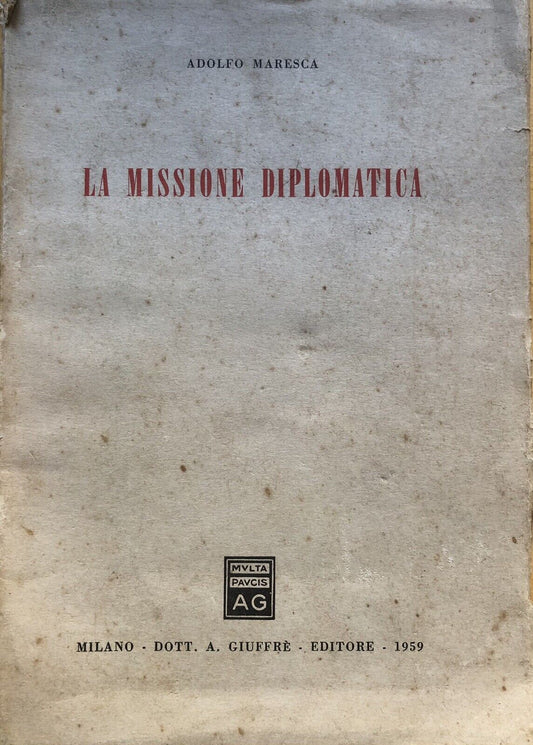 ADOLFO MARESCA
LA MISSIONE DIPLOMATICA
MVLTA
PAVCIS
AG
MILANO - DOTT. A. GIUFFRÈ - EDITORE - 1959